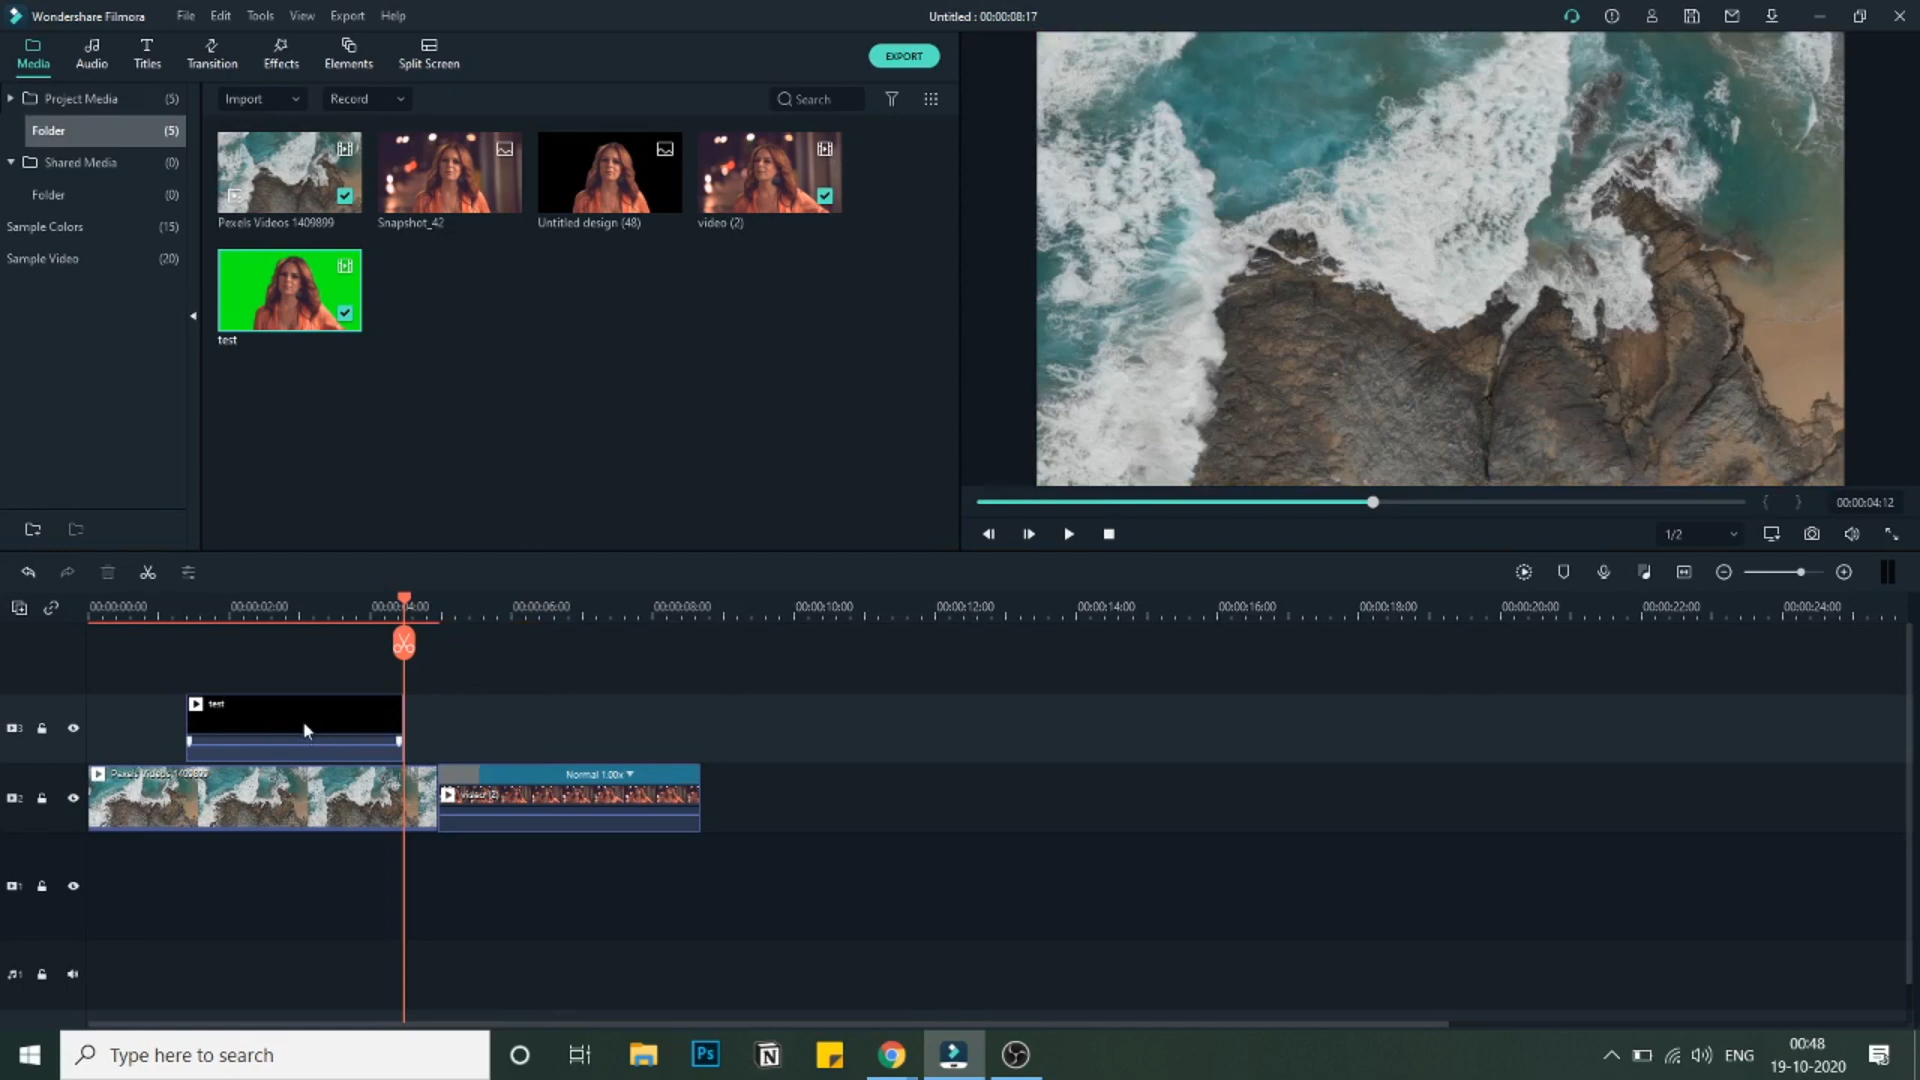 Wondershare Filmora File Edit Tools View Export Help Untitled : 00:00:08:17
Media Audio Titles Transition Effects Elements Split Screen EXPORT
Project Media (5) Import Record Search
Folder (5)
Shared Media (0)
Folder (0)
Sample Colors (15)
Sample Video (20)
Pexels Videos 1409899 Snapshot_42 Untitled design (48) video (2)
test
00:00:04:12
1/2
00:00:00:00 00:00:02:00 00:00:04:00 00:00:06:00 00:00:08:00 00:00:10:00 00:00:12:00 00:00:14:00 00:00:16:00 00:00:18:00 00:00:20:00 00:00:22:00 00:00:24:00
test
3
Pexels Videos 1409899 Normal 1.00x
video (2)
2
1
1
Type here to search Ps ENG 00:48
19-10-2020